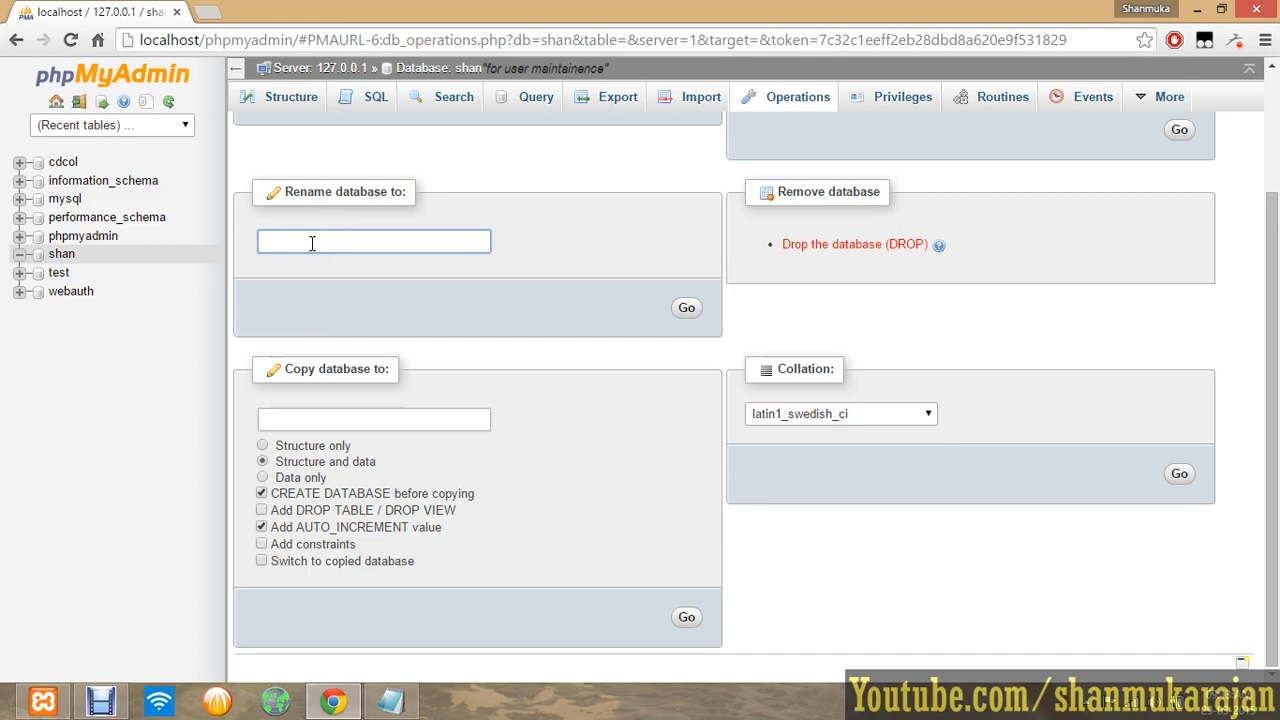 localhost / 127.0.0.1 / sha
Shanmuka
localhost/phpmyadmin/#PMAURL-6:db_operations.php?db=shan&table=&server=1&target=&token=7c32c1eeff2eb28dbd8a620e9f531829
phpMyAdmin
Server: 127.0.0.1 » Database: shan "for user maintainence"
Structure SQL Search Query Export Import Operations Privileges Routines Events More
(Recent tables) ...
Go
cdcol
information_schema
mysql
performance_schema
phpmyadmin
shan
test
webauth
Rename database to:
Go
Remove database
Drop the database (DROP)
Copy database to:
Structure only
Structure and data
Data only
CREATE DATABASE before copying
Add DROP TABLE / DROP VIEW
Add AUTO_INCREMENT value
Add constraints
Switch to copied database
Go
Collation:
latin1_swedish_ci
Go
Youtube.com/shanmukarajan